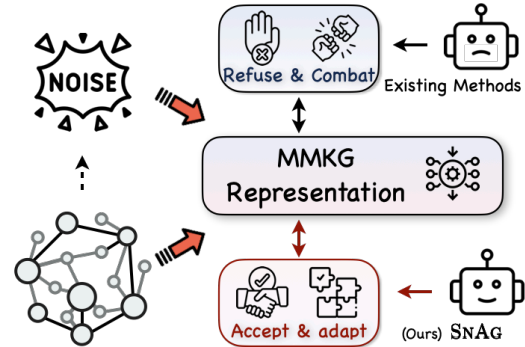 NOISE
Refuse & Combat
Existing Methods
MMKG
Representation
Accept & adapt
(Ours) SNAG